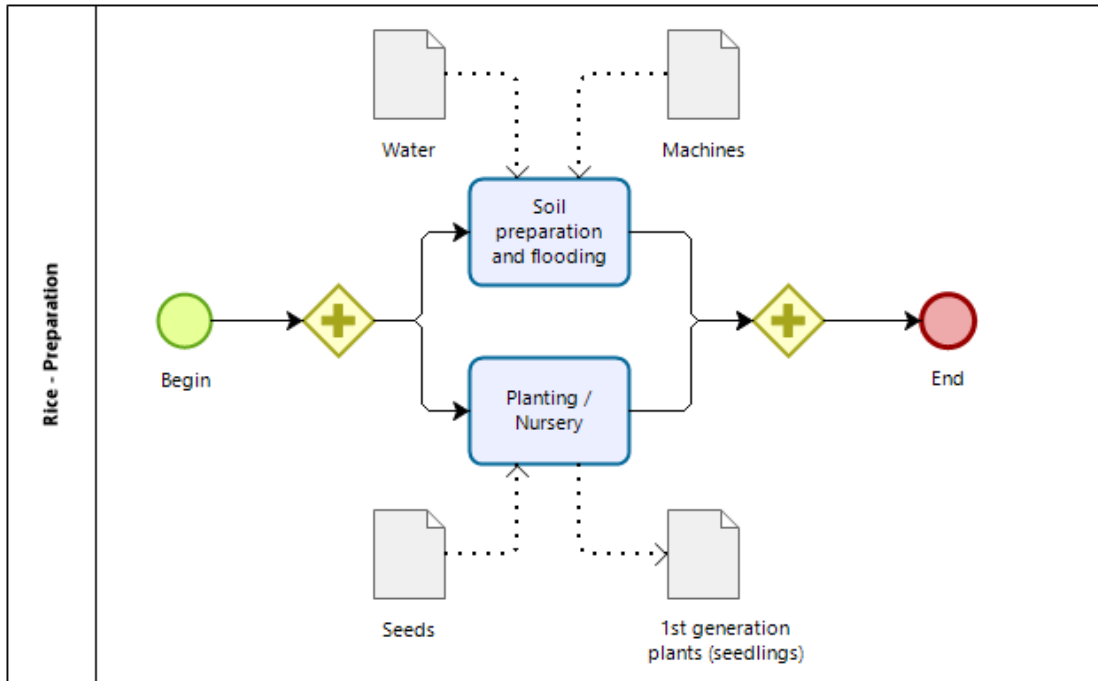 Rice - Preparation
Water
Machines
Soil
preparation
and flooding
Begin
End
Planting /
Nursery
Seeds
1st generation
plants (seedlings)